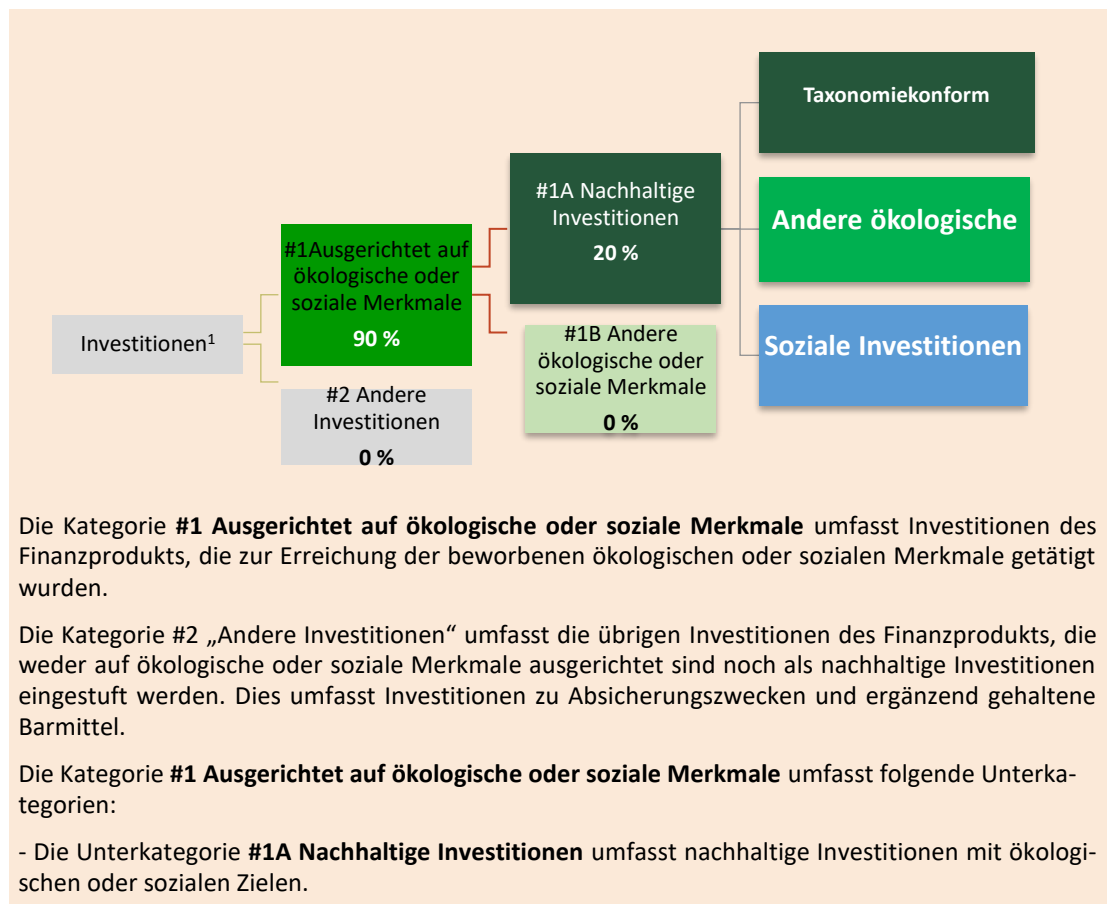 Taxonomiekonform
#1A Nachhaltige
Investitionen
20 %
Andere ökologische
#1Ausgerichtet auf
ökologische oder
soziale Merkmale
90 %
Investitionen¹
Soziale Investitionen
#1B Andere
ökologische oder
soziale Merkmale
0 %
#2 Andere
Investitionen
0 %
Die Kategorie #1 Ausgerichtet auf ökologische oder soziale Merkmale umfasst Investitionen des
Finanzprodukts, die zur Erreichung der beworbenen ökologischen oder sozialen Merkmale getätigt
wurden.
Die Kategorie #2 „Andere Investitionen“ umfasst die übrigen Investitionen des Finanzprodukts, die
weder auf ökologische oder soziale Merkmale ausgerichtet sind noch als nachhaltige Investitionen
eingestuft werden. Dies umfasst Investitionen zu Absicherungszwecken und ergänzend gehaltene
Barmittel.
Die Kategorie #1 Ausgerichtet auf ökologische oder soziale Merkmale umfasst folgende Unterka-
tegorien:
- Die Unterkategorie #1A Nachhaltige Investitionen umfasst nachhaltige Investitionen mit ökologi-
schen oder sozialen Zielen.